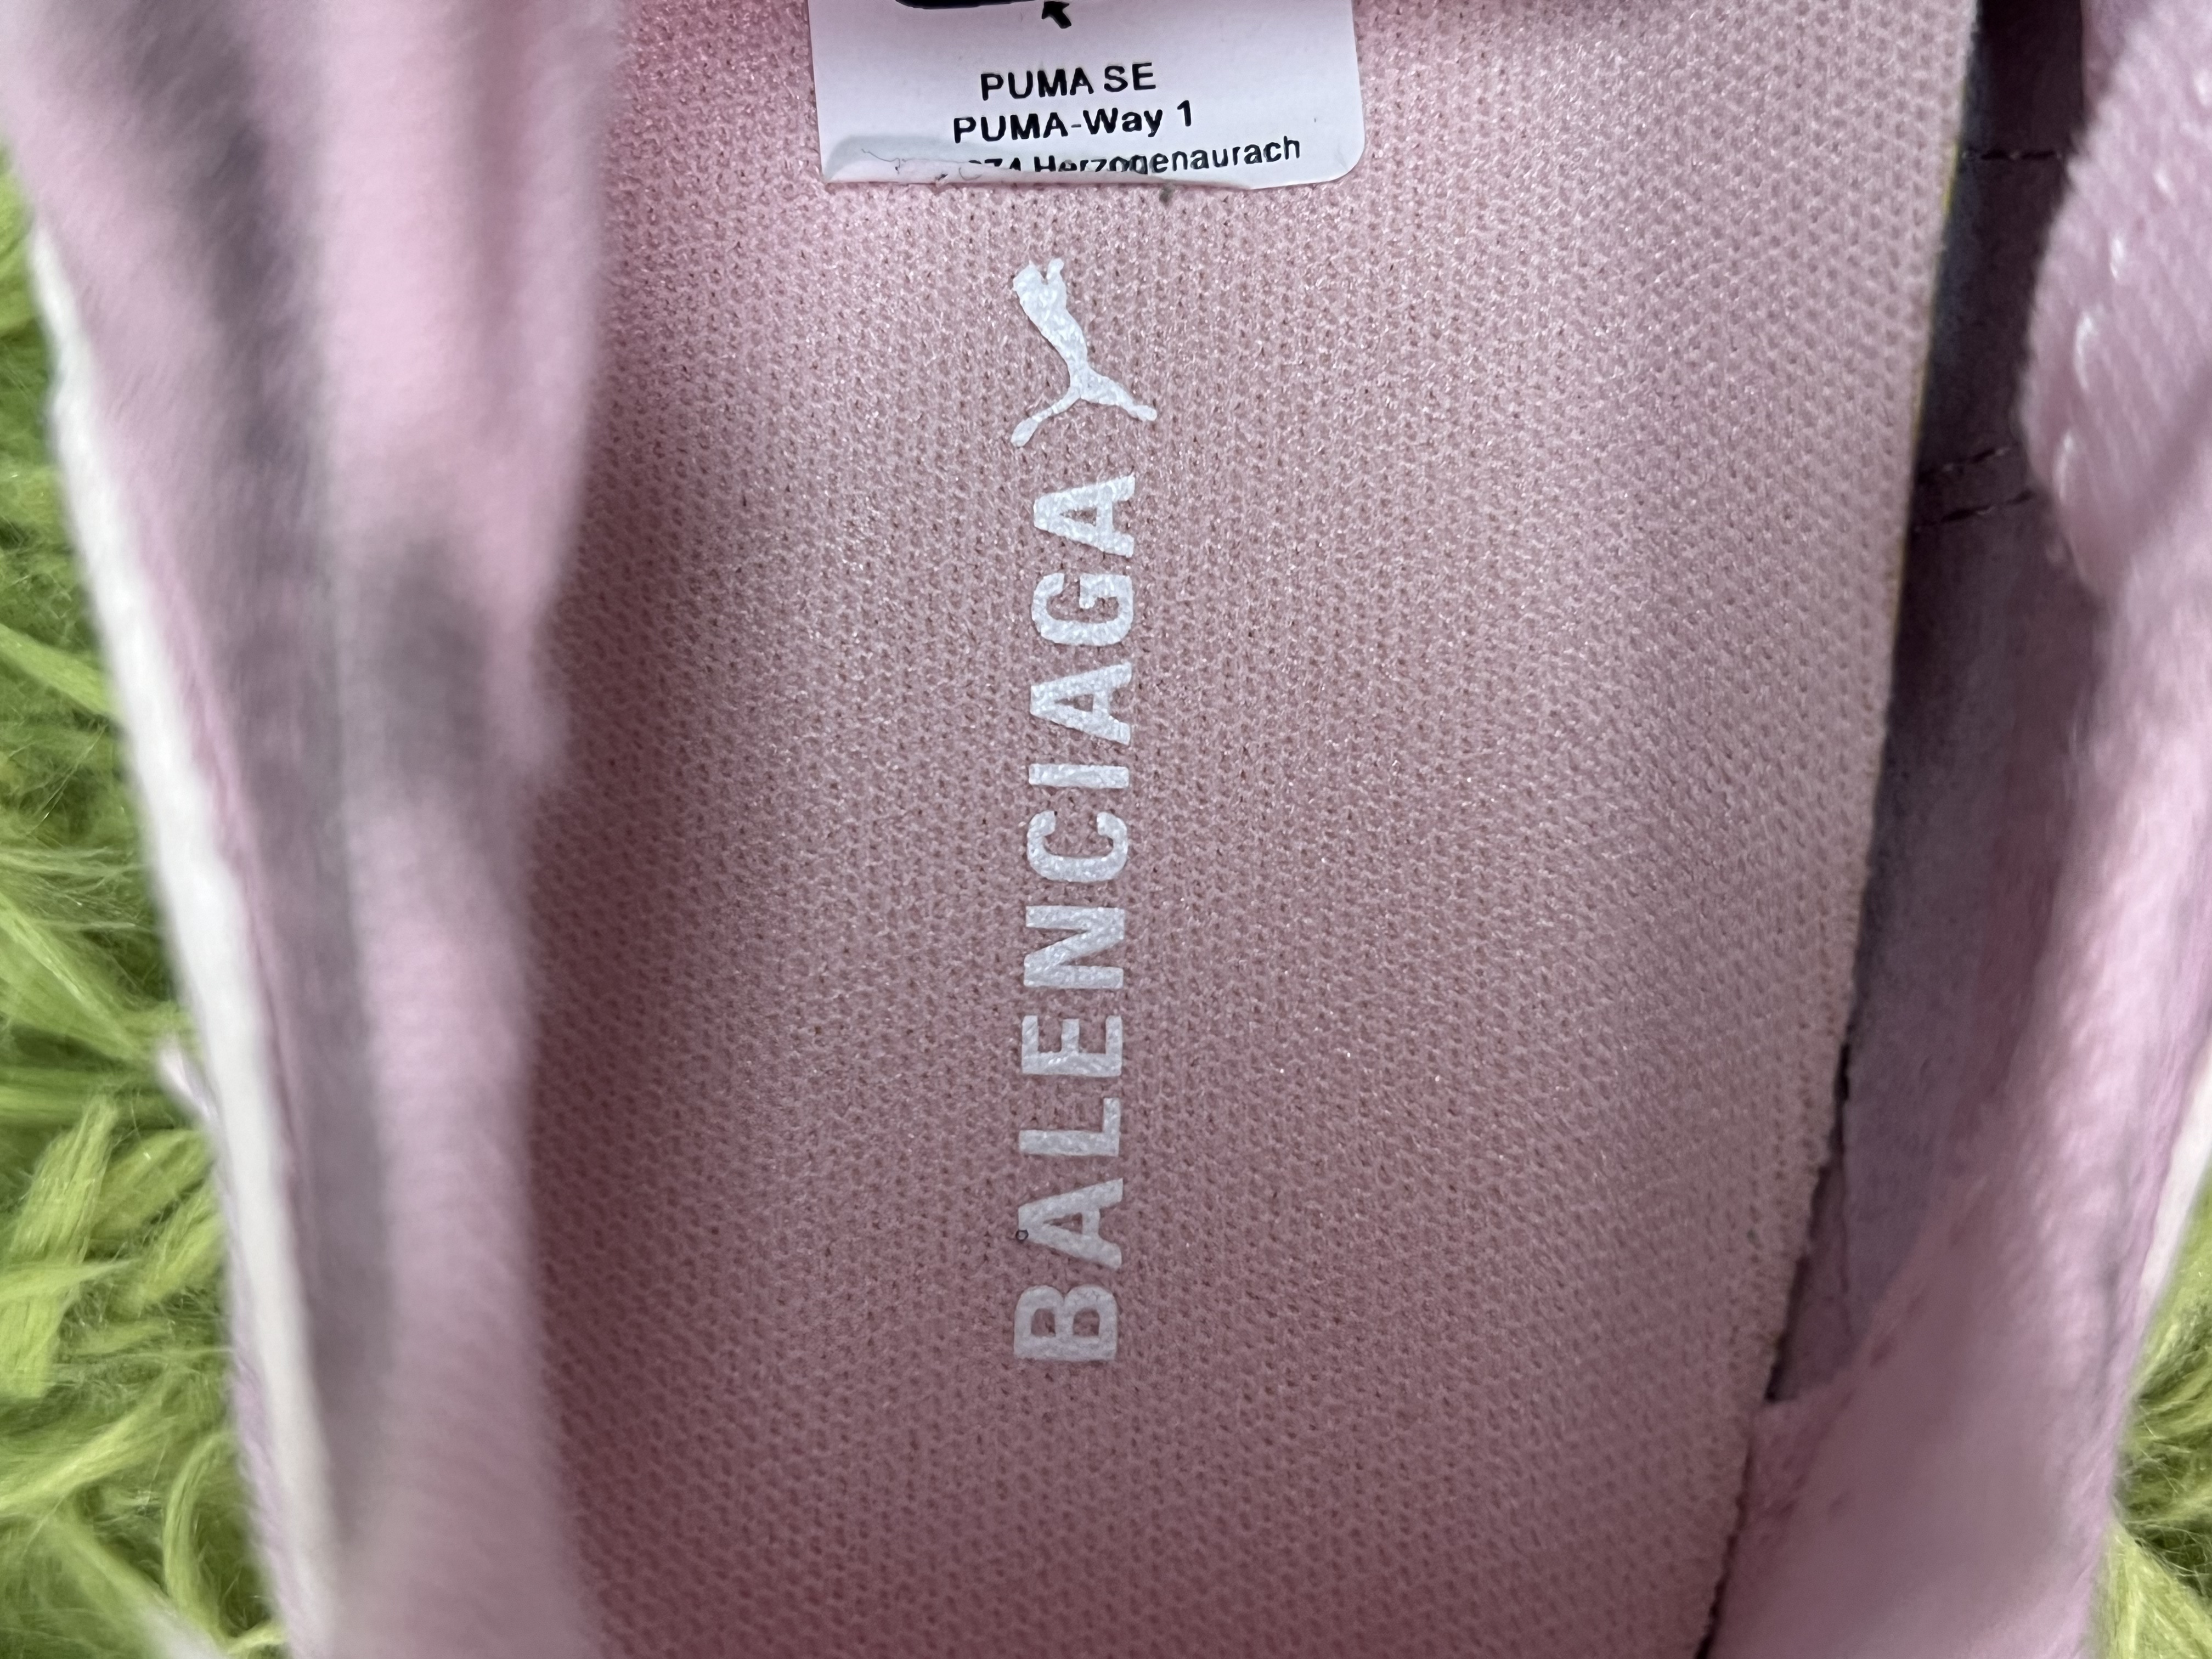 PUMA SE
PUMA-Way 1
Herzogenaurach
BALENCIAGA